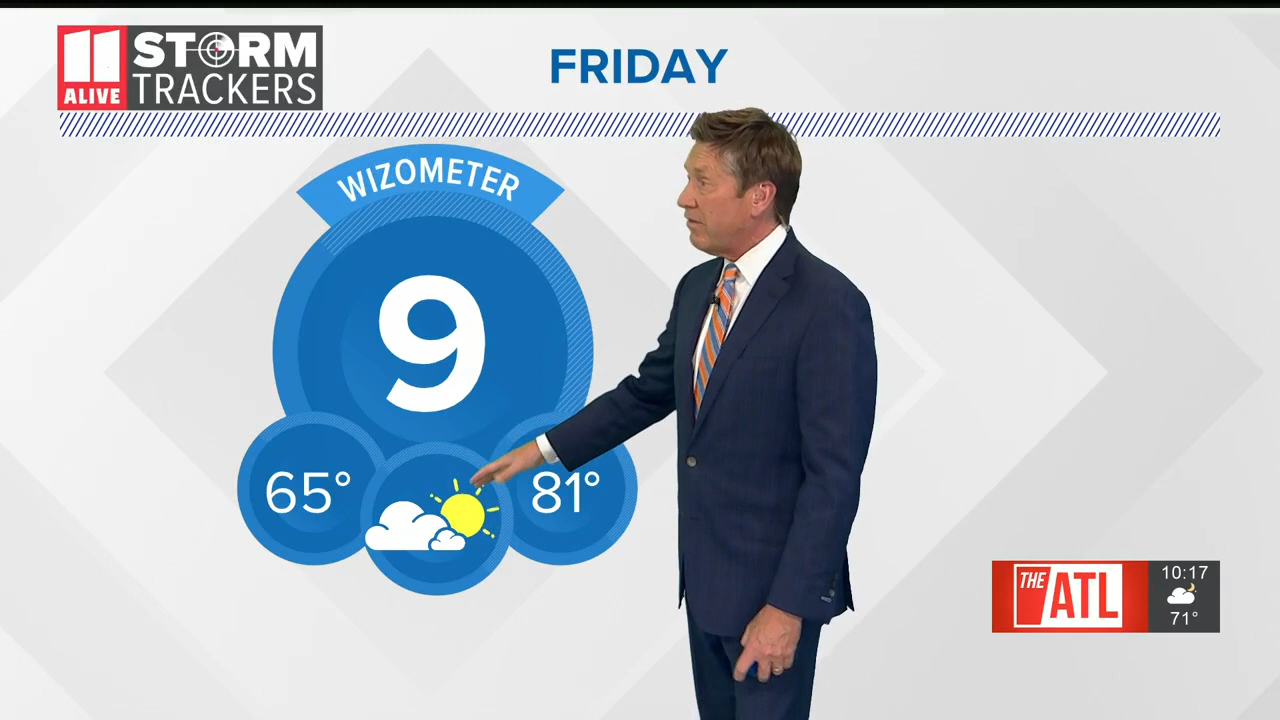 11
ALIVE
STORM
TRACKERS
FRIDAY
WIZOMETER
9
65°
81°
THE
ATL
10:17
71°